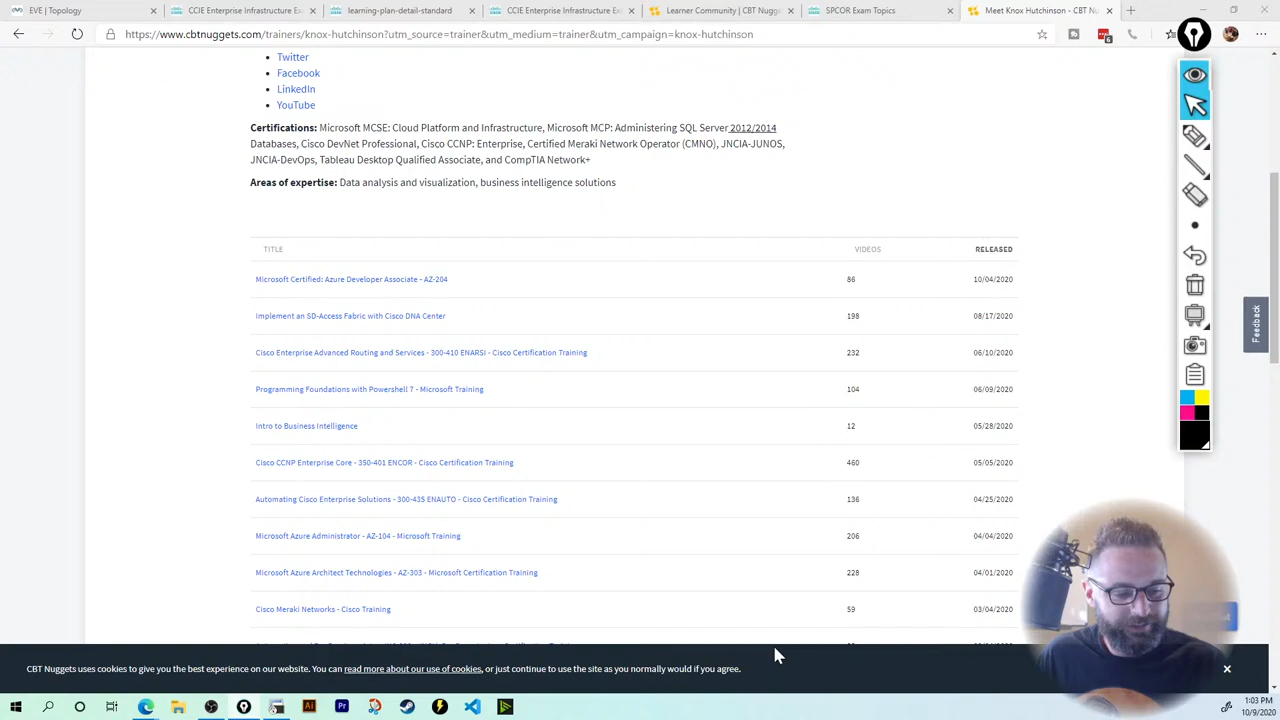 EVE | Topology
CCIE Enterprise Infrastructure Ex
learning-plan-detail-standard
CCIE Enterprise Infrastructure Ex
Learner Community | CBT Nugg
SPCOR Exam Topics
Meet Knox Hutchinson - CBT Nu
https://www.cbtnuggets.com/trainers/knox-hutchinson?utm_source=trainer&utm_medium=trainer&utm_campaign=knox-hutchinson
6
Twitter
Facebook
LinkedIn
YouTube
Certifications: Microsoft MCSE: Cloud Platform and Infrastructure, Microsoft MCP: Administering SQL Server 2012/2014
Databases, Cisco DevNet Professional, Cisco CCNP: Enterprise, Certified Meraki Network Operator (CMNO), JNCIA-JUNOS,
JNCIA-DevOps, Tableau Desktop Qualified Associate, and CompTIA Network+
Areas of expertise: Data analysis and visualization, business intelligence solutions
TITLE VIDEOS RELEASED
Microsoft Certified: Azure Developer Associate - AZ-204 86 10/04/2020
Implement an SD-Access Fabric with Cisco DNA Center 198 08/17/2020
Cisco Enterprise Advanced Routing and Services - 300-410 ENARSI - Cisco Certification Training 232 06/10/2020
Programming Foundations with Powershell 7 - Microsoft Training 104 06/09/2020
Intro to Business Intelligence 12 05/28/2020
Cisco CCNP Enterprise Core - 350-401 ENCOR - Cisco Certification Training 460 05/05/2020
Automating Cisco Enterprise Solutions - 300-435 ENAUTO - Cisco Certification Training 136 04/25/2020
Microsoft Azure Administrator - AZ-104 - Microsoft Training 206 04/04/2020
Microsoft Azure Architect Technologies - AZ-303 - Microsoft Certification Training 228 04/01/2020
Cisco Meraki Networks - Cisco Training 59 03/04/2020
Feedback
CBT Nuggets uses cookies to give you the best experience on our website. You can read more about our use of cookies, or just continue to use the site as you normally would if you agree.
Ai
Pr
1:03 PM
10/9/2020